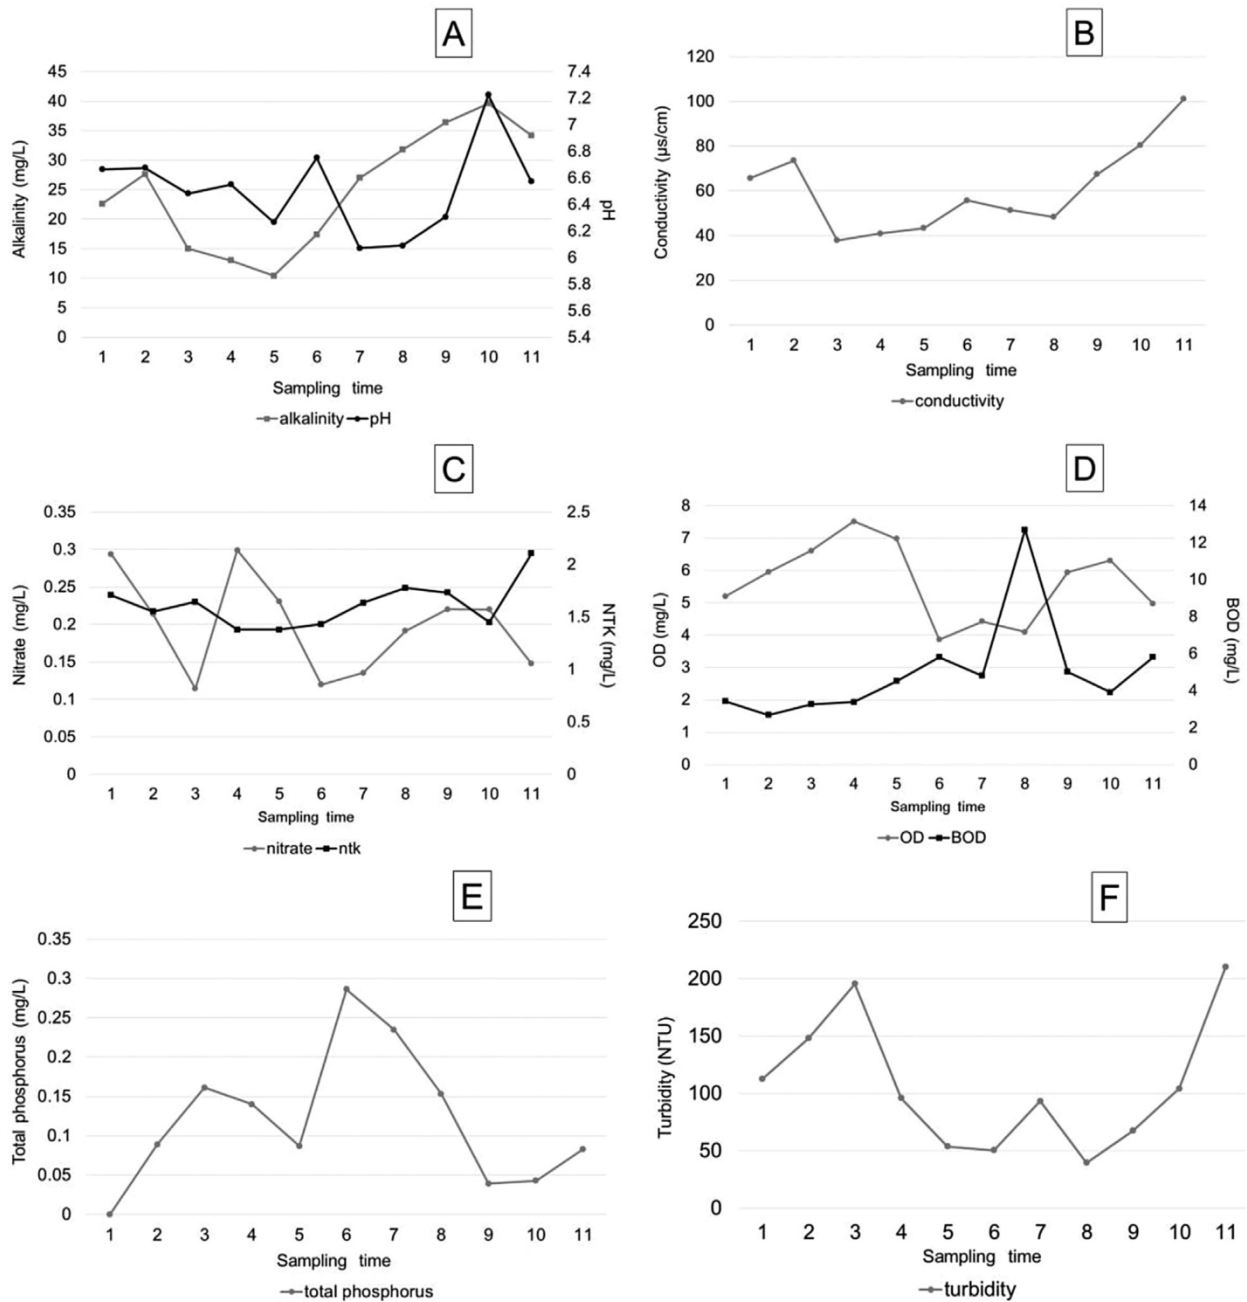 A
Alkalinity (mg/L)
45
40
35
30
25
20
15
10
5
0
7.4
7.2
7
6.8
6.6
6.4
6.2
6
5.8
5.6
5.4
pH
1 2 3 4 5 6 7 8 9 10 11
Sampling time
alkalinity pH
B
Conductivity (µs/cm)
120
100
80
60
40
20
0
1 2 3 4 5 6 7 8 9 10 11
Sampling time
conductivity
C
Nitrate (mg/L)
0.35
0.3
0.25
0.2
0.15
0.1
0.05
0
2.5
2
1.5
1
0.5
0
NTK (mg/L)
1 2 3 4 5 6 7 8 9 10 11
Sampling time
nitrate ntk
D
OD (mg/L)
8
7
6
5
4
3
2
1
0
14
12
10
8
6
4
2
0
BOD (mg/L)
1 2 3 4 5 6 7 8 9 10 11
Sampling time
OD BOD
E
Total phosphorus (mg/L)
0.35
0.3
0.25
0.2
0.15
0.1
0.05
0
1 2 3 4 5 6 7 8 9 10 11
Sampling time
total phosphorus
F
Turbidity (NTU)
250
200
150
100
50
0
1 2 3 4 5 6 7 8 9 10 11
Sampling time
turbidity